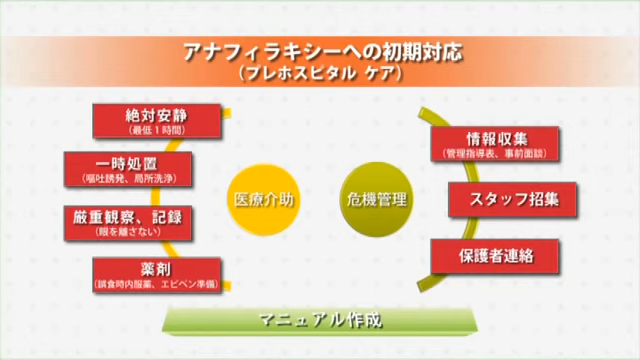 アナフィラキシーへの初期対応
(プレホスピタル ケア)
絶対安静
(最低1時間)
一時処置
(嘔吐誘発、局所洗浄)
厳重観察、記録
(眼を離さない)
薬剤
(誤食時内服薬、エピペン準備)
医療介助
危機管理
情報収集
(管理指導表、事前面談)
スタッフ招集
保護者連絡
マニュアル作成